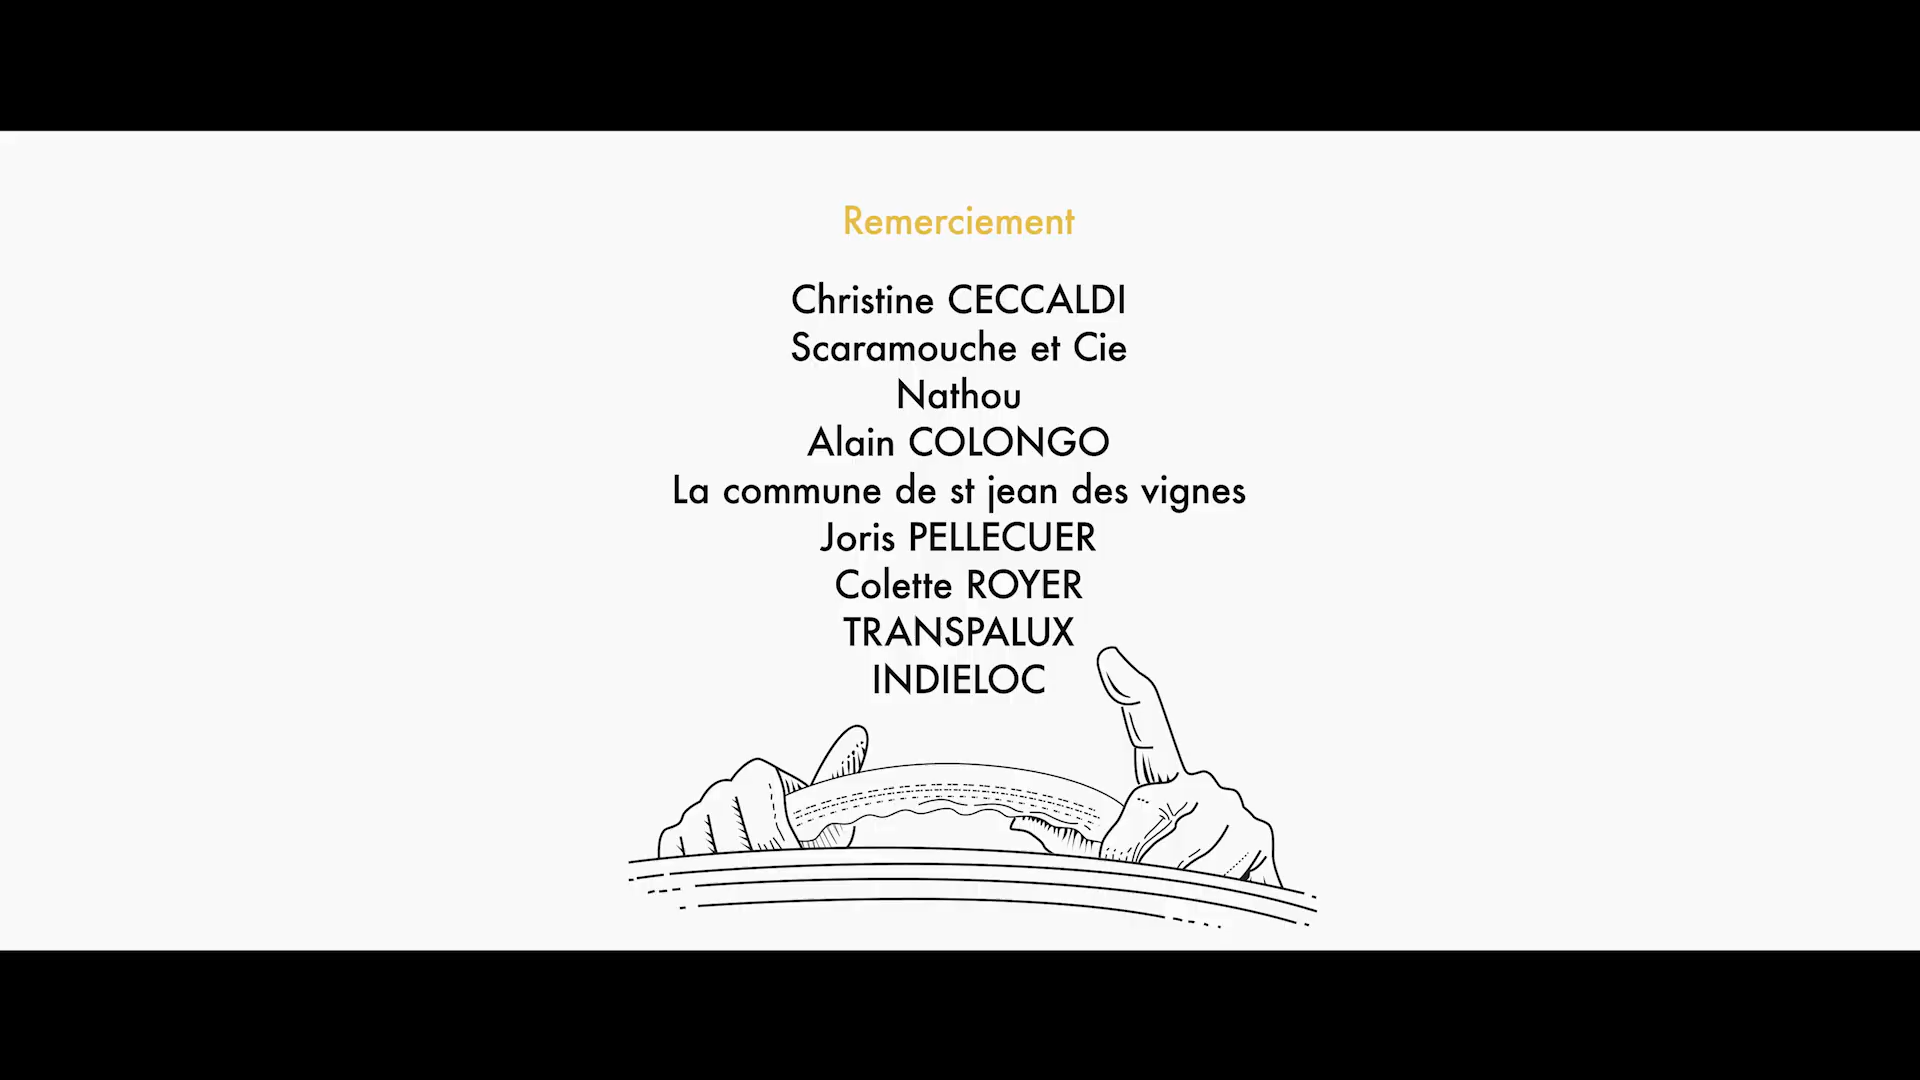 Remerciement
Christine CECCALDI
Scaramouche et Cie
Nathou
Alain COLONGO
La commune de st jean des vignes
Joris PELLECUER
Colette ROYER
TRANSPALUX
INDIELOC